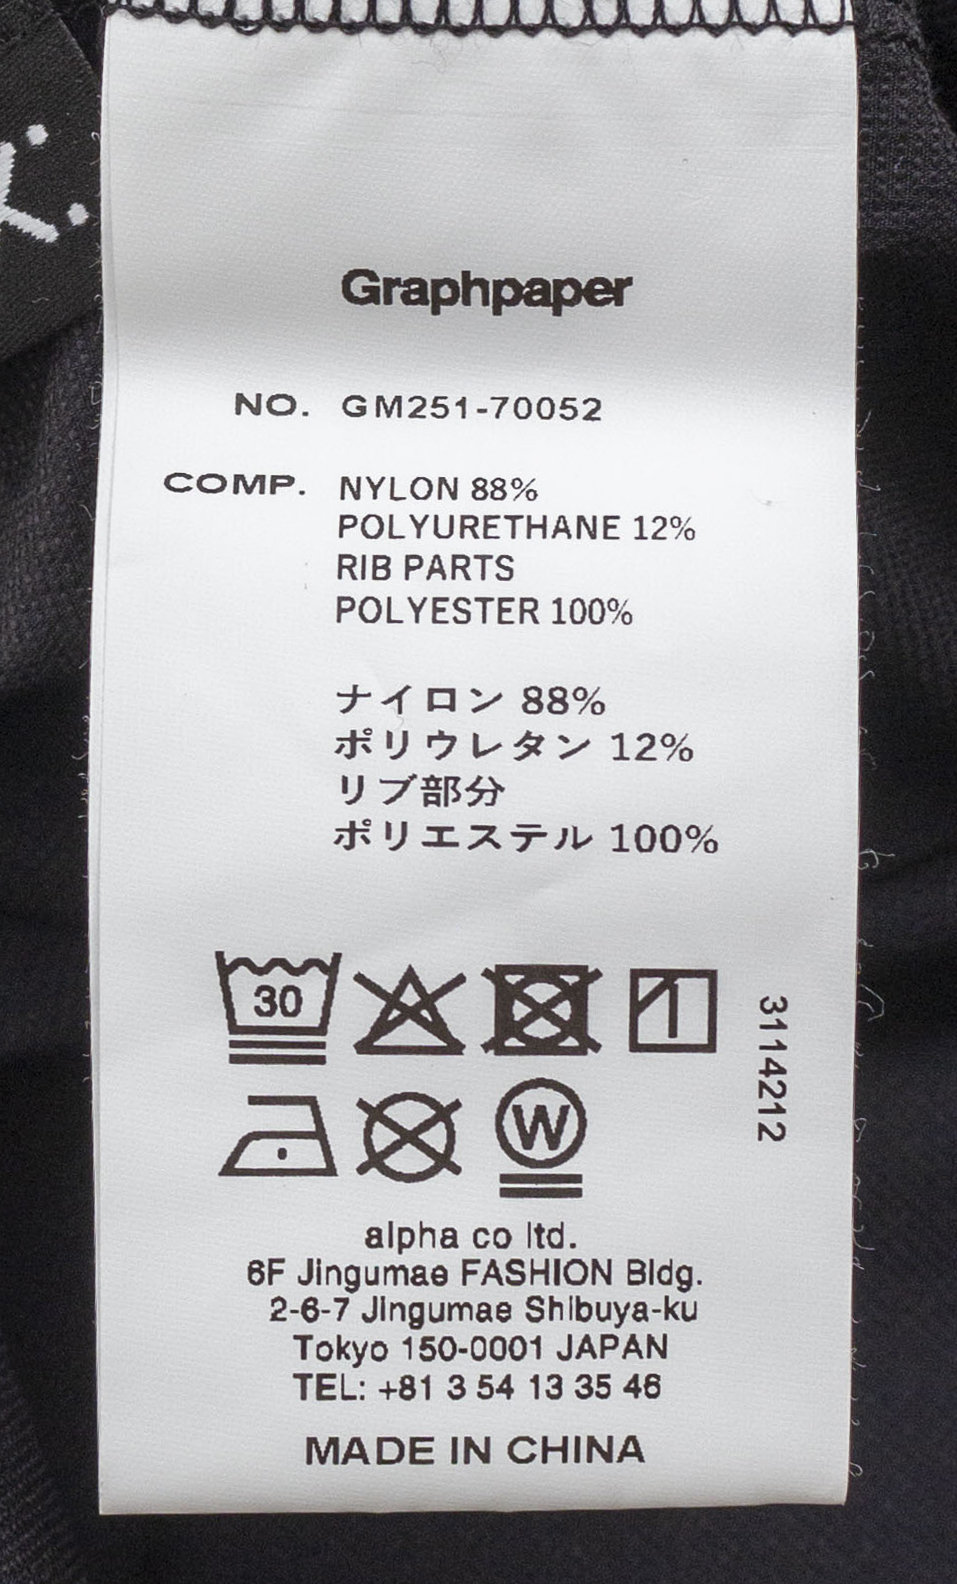 Graphpaper
NO. GM251-70052
COMP. NYLON 88%
POLYURETHANE 12%
RIB PARTS
POLYESTER 100%
ナイロン 88%
ポリウレタン 12%
リブ部分
ポリエステル 100%
30
W
3114212
alpha co ltd.
6F Jingumae FASHION Bldg.
2-6-7 Jingumae Shibuya-ku
Tokyo 150-0001 JAPAN
TEL: +81 3 54 13 35 46
MADE IN CHINA